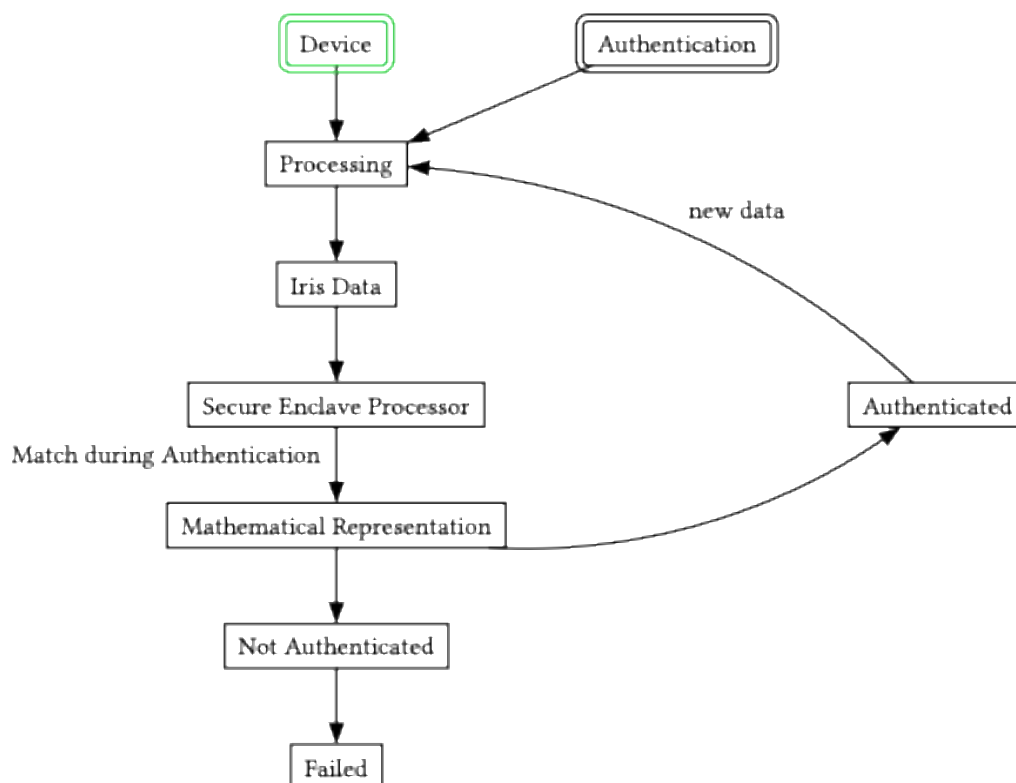 Device
Authentication
Processing
new data
Iris Data
Secure Enclave Processor
Authenticated
Match during Authentication
Mathematical Representation
Not Authenticated
Failed